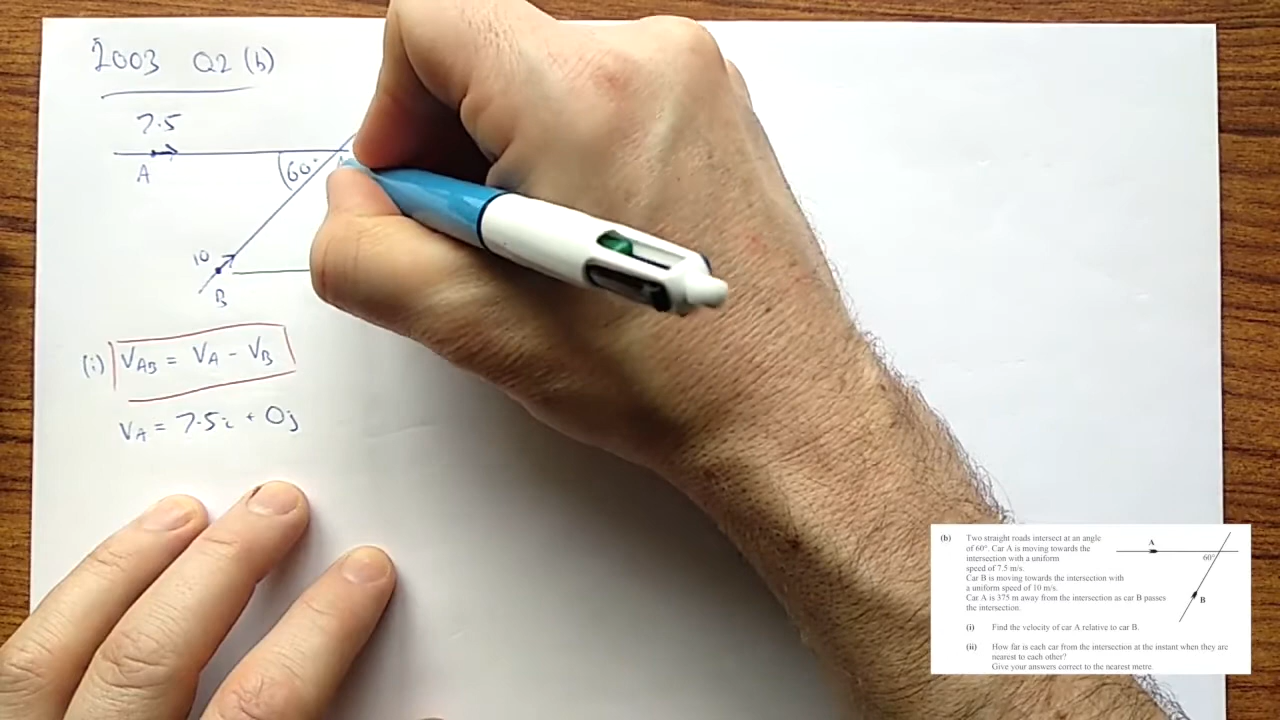 2003 Q2 (b)
7.5
A
60°
10
B
(i) V_AB = V_A - V_B
V_A = 7.5i + 0j
(b) Two straight roads intersect at an angle
of 60°. Car A is moving towards the
intersection with a uniform
speed of 7.5 m/s.
Car B is moving towards the intersection with
a uniform speed of 10 m/s.
Car A is 375 m away from the intersection as car B passes
the intersection.
(i) Find the velocity of car A relative to car B.
(ii) How far is each car from the intersection at the instant when they are
nearest to each other?
Give your answers correct to the nearest metre.
A
60°
B